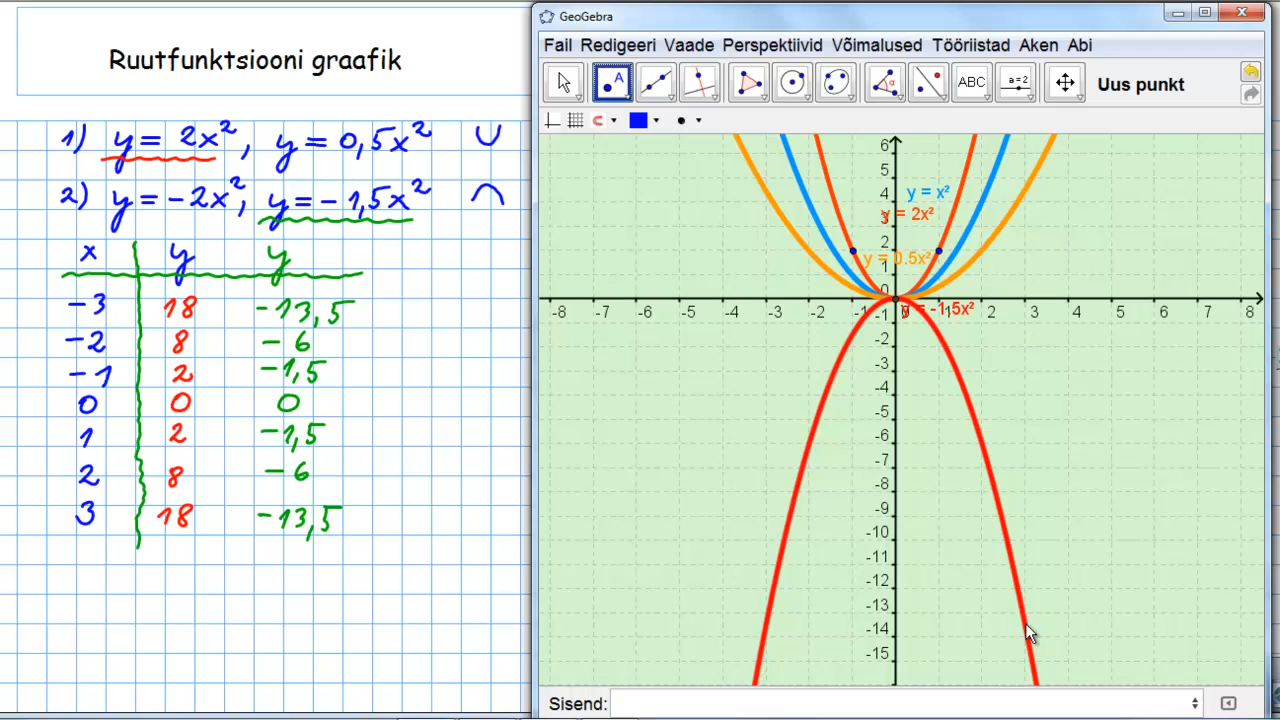 Ruutfunktsiooni graafik
1) y = 2x², y = 0,5x² ∪
2) y = -2x², y = -1,5x² ∩
x y y
-3 18 -13,5
-2 8 -6
-1 2 -1,5
0 0 0
1 2 -1,5
2 8 -6
3 18 -13,5
GeoGebra
Fail Redigeeri Vaade Perspektiivid Võimalused Tööriistad Aken Abi
A α ABC a=2 Uus punkt
6
5
4
3
2
1
0
y = x²
y = 2x²
y = 0.5x²
-8 -7 -6 -5 -4 -3 -2 -1 0 1 2 3 4 5 6 7 8
y = -1.5x²
-1
-2
-3
-4
-5
-6
-7
-8
-9
-10
-11
-12
-13
-14
-15
Sisend: